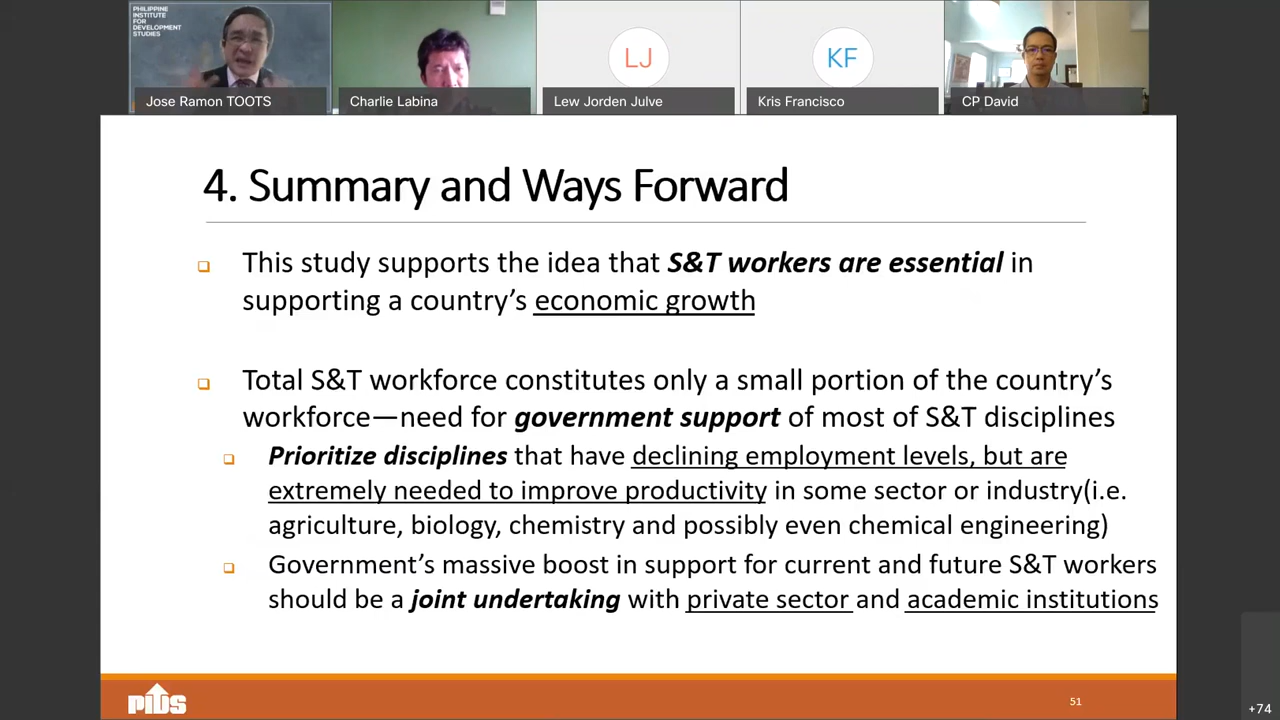 PHILIPPINE
INSTITUTE
FOR
DEVELOPMENT
STUDIES
Jose Ramon TOOTS
Charlie Labina
LJ
Lew Jorden Julve
KF
Kris Francisco
CP David
4. Summary and Ways Forward
This study supports the idea that S&T workers are essential in
supporting a country’s economic growth
Total S&T workforce constitutes only a small portion of the country’s
workforce—need for government support of most of S&T disciplines
Prioritize disciplines that have declining employment levels, but are
extremely needed to improve productivity in some sector or industry(i.e.
agriculture, biology, chemistry and possibly even chemical engineering)
Government’s massive boost in support for current and future S&T workers
should be a joint undertaking with private sector and academic institutions
PIDS
51
+74